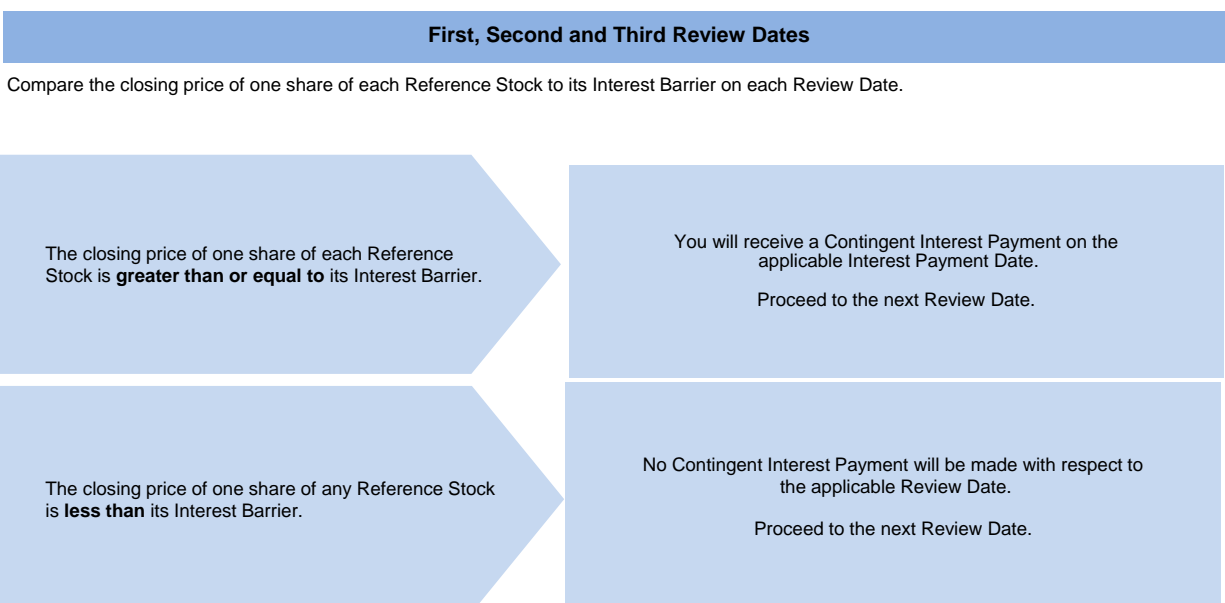 First, Second and Third Review Dates
Compare the closing price of one share of each Reference Stock to its Interest Barrier on each Review Date.
The closing price of one share of each Reference
Stock is greater than or equal to its Interest Barrier.
You will receive a Contingent Interest Payment on the
applicable Interest Payment Date.
Proceed to the next Review Date.
The closing price of one share of any Reference Stock
is less than its Interest Barrier.
No Contingent Interest Payment will be made with respect to
the applicable Review Date.
Proceed to the next Review Date.